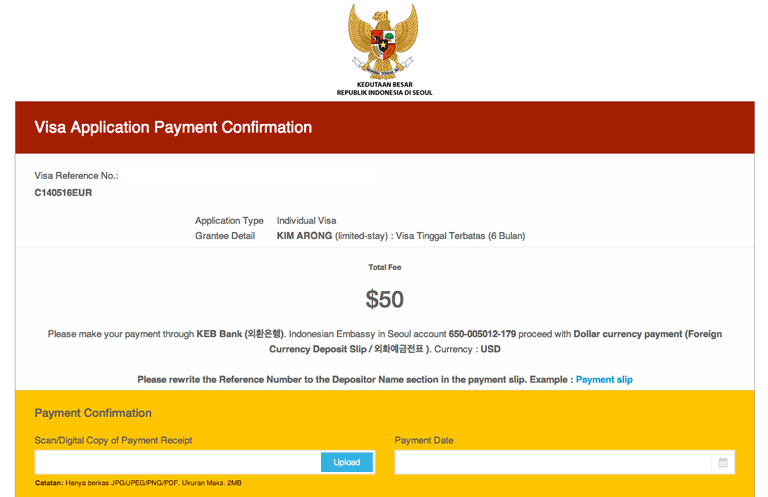 KEDUTAAN BESAR
REPUBLIK INDONESIA DI SEOUL
Visa Application Payment Confirmation
Visa Reference No.:
C140516EUR
Application Type Individual Visa
Grantee Detail KIM ARONG (limited-stay) : Visa Tinggal Terbatas (6 Bulan)
Total Fee
$50
Please make your payment through KEB Bank (외환은행). Indonesian Embassy in Seoul account 650-005012-179 proceed with Dollar currency payment (Foreign
Currency Deposit Slip / 외화예금전표 ). Currency : USD
Please rewrite the Reference Number to the Depositor Name section in the payment slip. Example : Payment slip
Payment Confirmation
Scan/Digital Copy of Payment Receipt Payment Date
Upload
Catatan: Hanya berkas JPG/JPEG/PNG/PDF. Ukuran Maks. 2MB